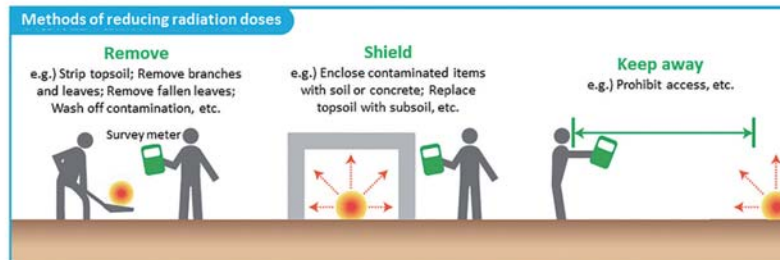 Methods of reducing radiation doses
Remove
e.g.) Strip topsoil; Remove branches
and leaves; Remove fallen leaves;
Wash off contamination, etc.
Survey meter
Shield
e.g.) Enclose contaminated items
with soil or concrete; Replace
topsoil with subsoil, etc.
Keep away
e.g.) Prohibit access, etc.